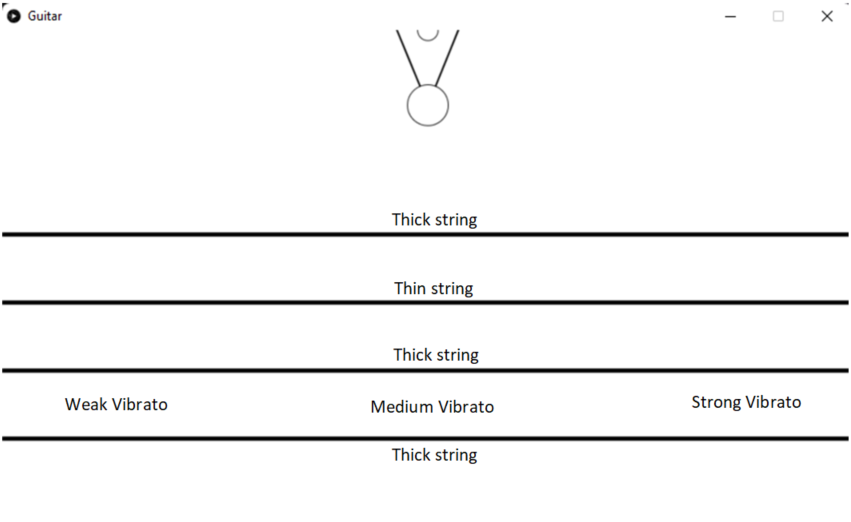 Guitar
Thick string
Thin string
Thick string
Weak Vibrato
Medium Vibrato
Strong Vibrato
Thick string